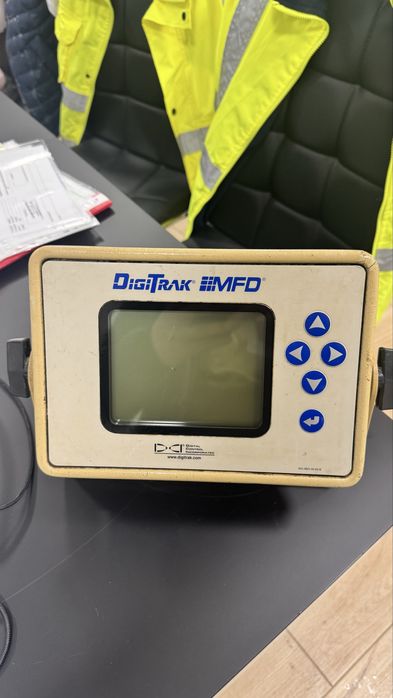 DIGITRAK® MFD®
DCI DIGITAL
CONTROL
INCORPORATED
www.digitrak.com